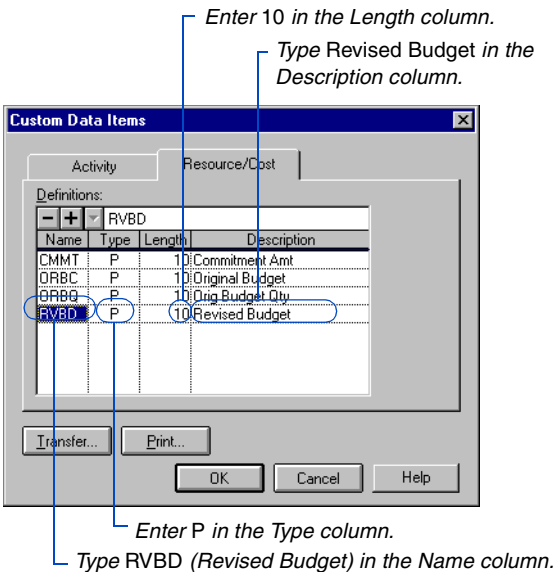 Enter 10 in the Length column.
Type Revised Budget in the
Description column.
Custom Data Items
Activity
Resource/Cost
Definitions:
RVBD
Name Type Length Description
CMMT P 10 Commitment Amt
ORBC P 10 Original Budget
ORBQ P 10 Orig Budget Qty
RVBD P 10 Revised Budget
Transfer... Print...
OK Cancel Help
Enter P in the Type column.
Type RVBD (Revised Budget) in the Name column.